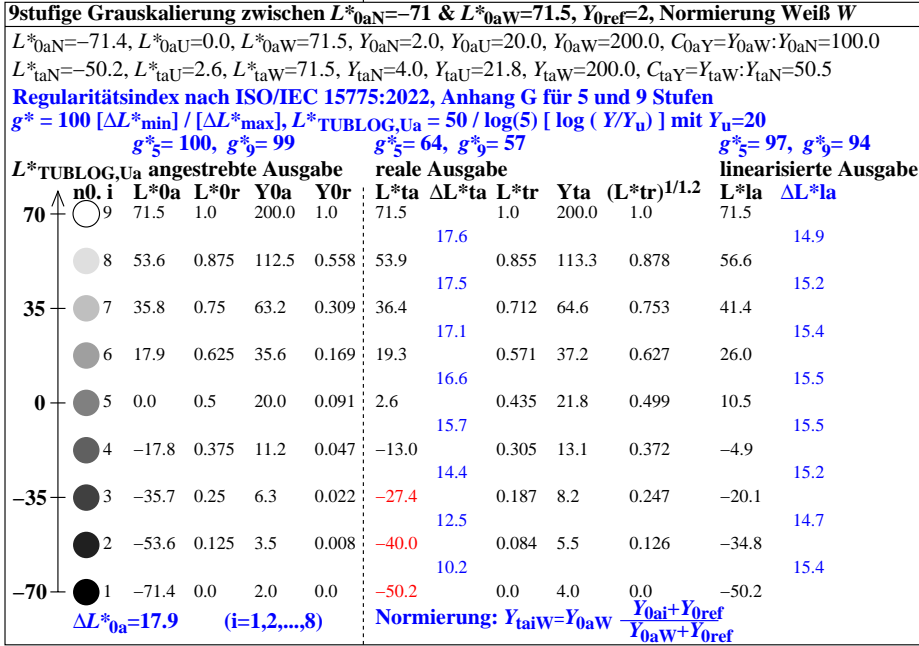 9stufige Grauskalierung zwischen L*0aN=−71 & L*0aW=71.5, Y0ref=2, Normierung Weiß W
L*0aN=−71.4, L*0aU=0.0, L*0aW=71.5, Y0aN=2.0, Y0aU=20.0, Y0aW=200.0, C0aY=Y0aW:Y0aN=100.0
L*taN=−50.2, L*taU=2.6, L*taW=71.5, YtaN=4.0, YtaU=21.8, YtaW=200.0, CtaY=YtaW:YtaN=50.5
Regularitätsindex nach ISO/IEC 15775:2022, Anhang G für 5 und 9 Stufen
g* = 100 [ΔL*min] / [ΔL*max], L*TUBLOG,Ua = 50 / log(5) [ log ( Y/Yu) ] mit Yu=20
g*5= 100, g*9= 99 g*5= 64, g*9= 57 g*5= 97, g*9= 94
L*TUBLOG,Ua angestrebte Ausgabe reale Ausgabe linearisierte Ausgabe
n0. i L*0a L*0r Y0a Y0r L*ta ΔL*ta L*tr Yta (L*tr)1/1.2 L*la ΔL*la
70 9 71.5 1.0 200.0 1.0 71.5 1.0 200.0 1.0 71.5
17.6 14.9
8 53.6 0.875 112.5 0.558 53.9 0.855 113.3 0.878 56.6
17.5 15.2
35 7 35.8 0.75 63.2 0.309 36.4 0.712 64.6 0.753 41.4
17.1 15.4
6 17.9 0.625 35.6 0.169 19.3 0.571 37.2 0.627 26.0
16.6 15.5
0 5 0.0 0.5 20.0 0.091 2.6 0.435 21.8 0.499 10.5
15.7 15.5
4 −17.8 0.375 11.2 0.047 −13.0 0.305 13.1 0.372 −4.9
14.4 15.2
−35 3 −35.7 0.25 6.3 0.022 −27.4 0.187 8.2 0.247 −20.1
12.5 14.7
2 −53.6 0.125 3.5 0.008 −40.0 0.084 5.5 0.126 −34.8
10.2 15.4
−70 1 −71.4 0.0 2.0 0.0 −50.2 0.0 4.0 0.0 −50.2
ΔL*0a=17.9 (i=1,2,...,8) Normierung: YtaiW=Y0aW Y0ai+Y0ref
Y0aW+Y0ref